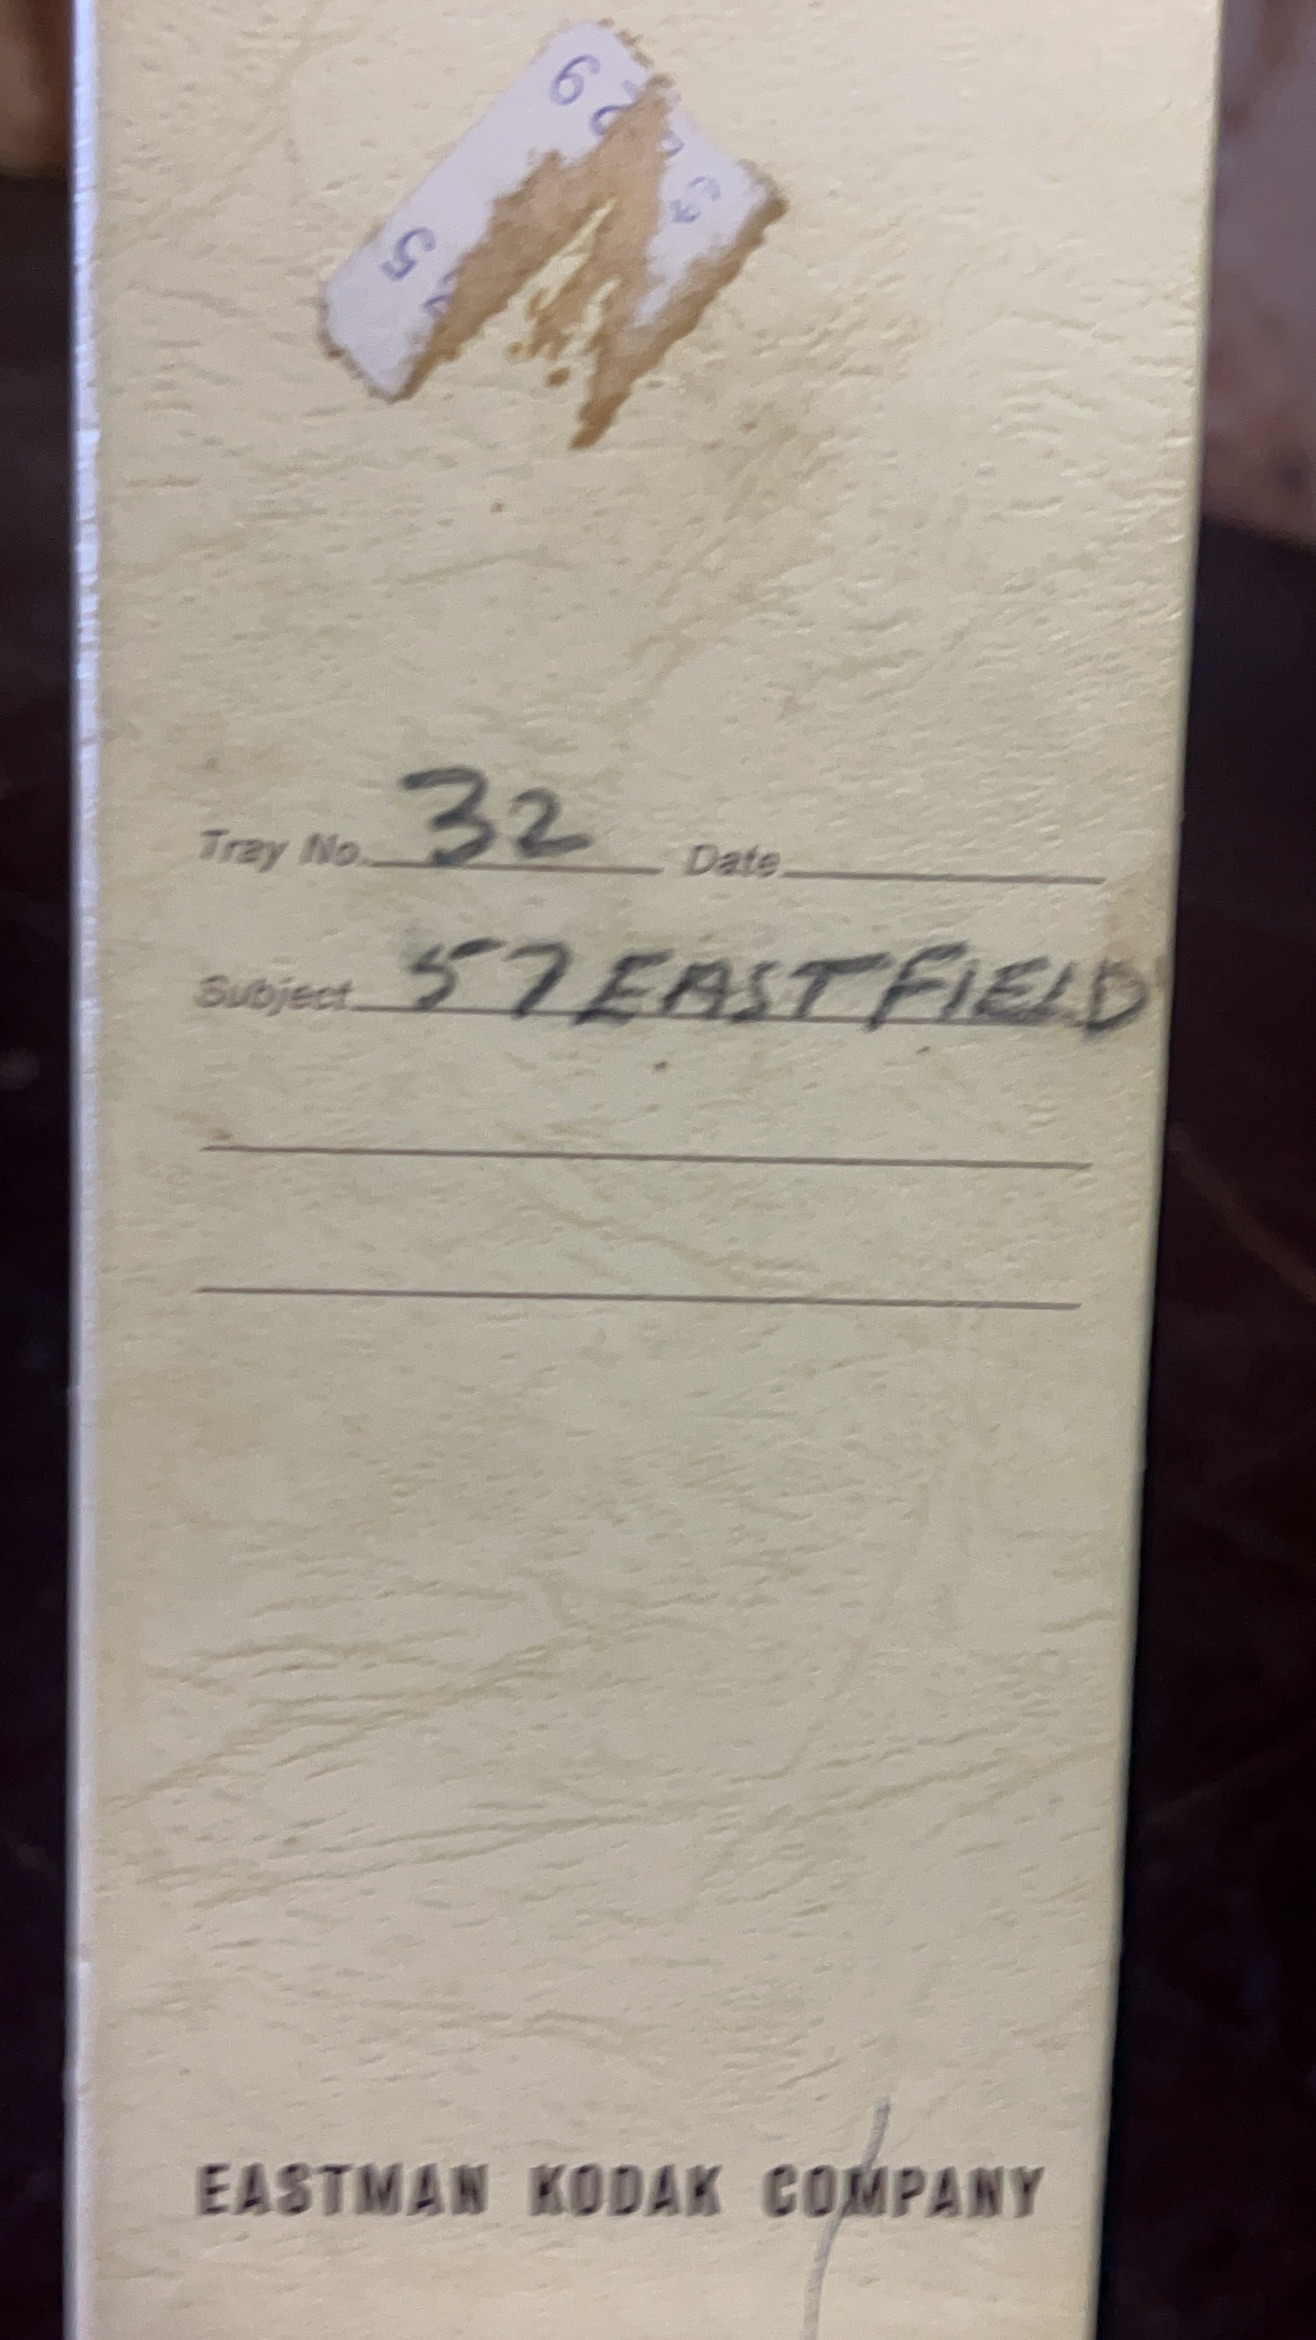 Tray No. 32 Date
Subject 57 EASTFIELD
EASTMAN KODAK COMPANY